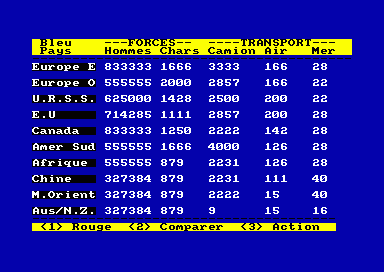 Bleu ---FORCES-- ----TRANSPORT---
Pays Hommes Chars Camion Air Mer
Europe E 833333 1666 3333 166 28
Europe O 555555 2000 2857 166 22
U.R.S.S. 625000 1428 2500 200 22
E.U 714285 1111 2857 200 28
Canada 833333 1250 2222 142 28
Amer Sud 555555 1666 4000 126 28
Afrique 555555 879 2231 126 28
Chine 327384 879 2231 111 40
M.Orient 327384 879 2222 15 40
Aus/N.Z. 327384 879 9 15 16
<1> Rouge <2> Comparer <3> Action